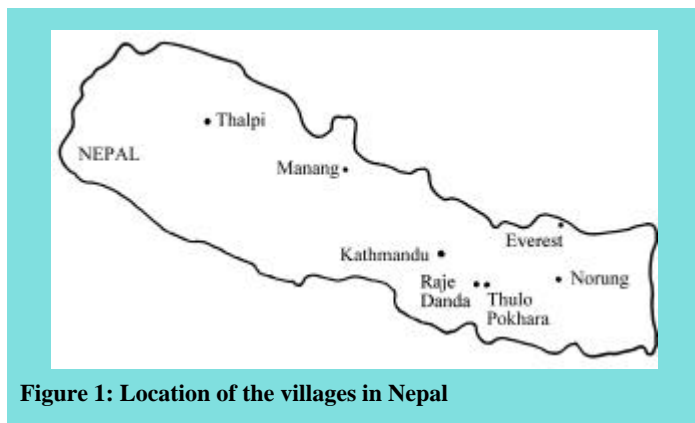 Thalpi
NEPAL
Manang
Everest
Kathmandu
Norung
Raje
Danda
Thulo
Pokhara
Figure 1: Location of the villages in Nepal